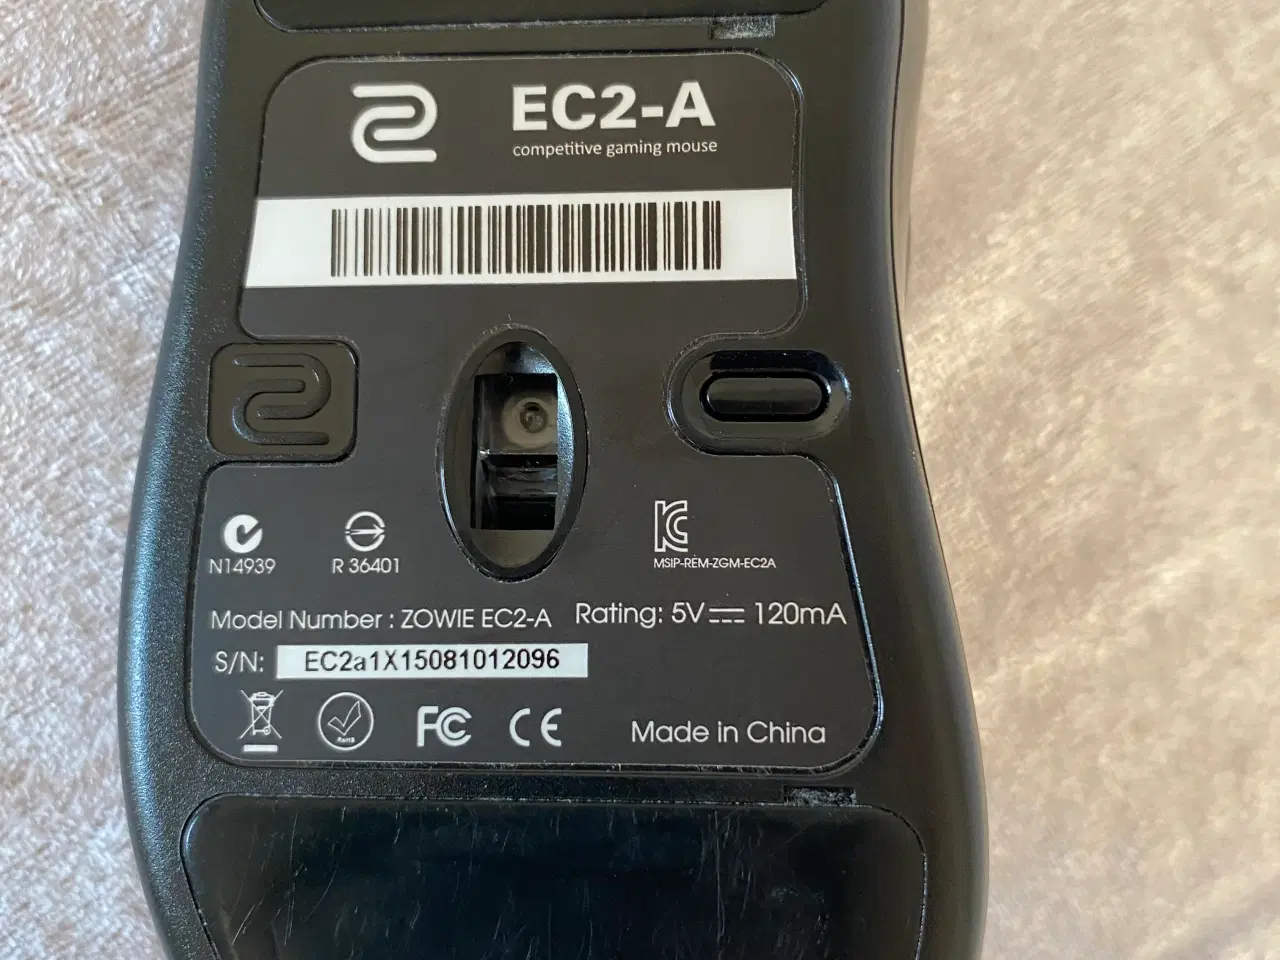 EC2-A
competitive gaming mouse
N14939
R 36401
MSIP-REM-ZGM-EC2A
Model Number : ZOWIE EC2-A
Rating: 5V⎓120mA
S/N: EC2a1X15081012096
RoHS
FC CE
Made in China